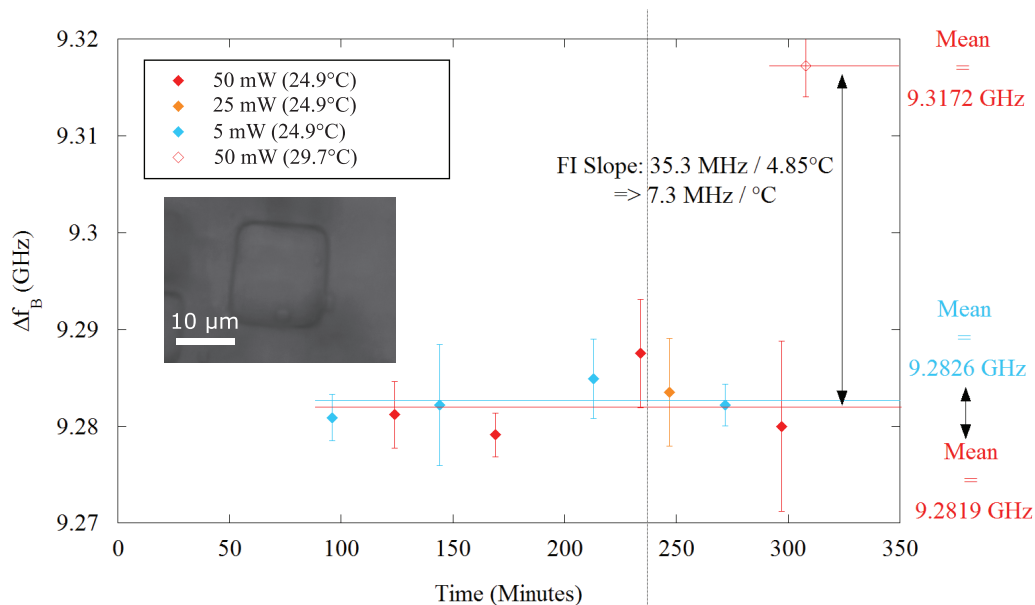 9.32
9.31
9.3
9.29
9.28
9.27
Δf_B (GHz)
50 mW (24.9°C)
25 mW (24.9°C)
5 mW (24.9°C)
50 mW (29.7°C)
10 μm
FI Slope: 35.3 MHz / 4.85°C
=> 7.3 MHz / °C
Mean
=
9.3172 GHz
Mean
=
9.2826 GHz
Mean
=
9.2819 GHz
0 50 100 150 200 250 300 350
Time (Minutes)